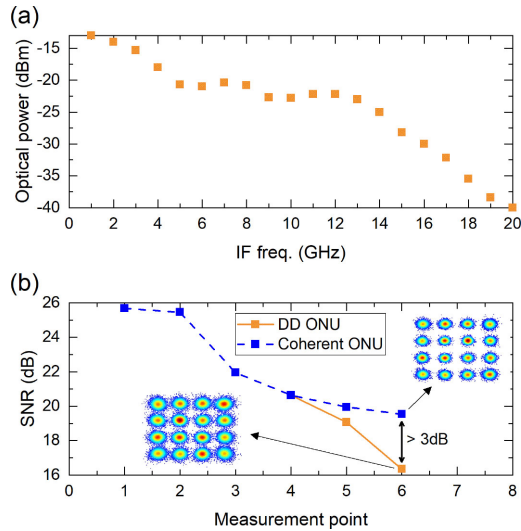 (a)
Optical power (dBm)
-15
-20
-25
-30
-35
-40
0 2 4 6 8 10 12 14 16 18 20
IF freq. (GHz)
(b)
SNR (dB)
26
24
22
20
18
16
DD ONU
Coherent ONU
> 3dB
0 1 2 3 4 5 6 7 8
Measurement point